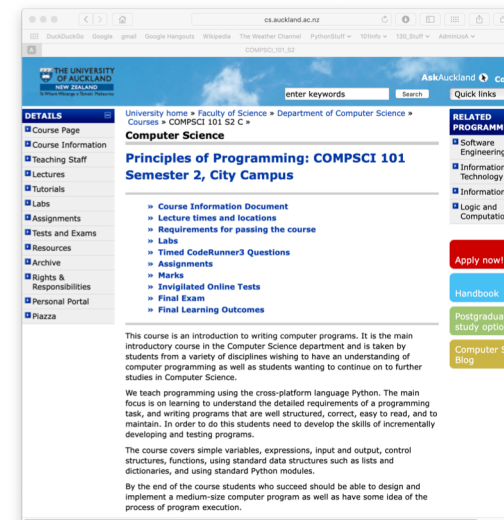 cs.auckland.ac.nz
DuckDuckGo Google gmail Google Hangouts Wikipedia The Weather Channel PythonStuff 101Info 130_Stuff AdminUoA
COMPSCI_101_S2
THE UNIVERSITY
OF AUCKLAND
NEW ZEALAND
AskAuckland Co
enter keywords Search Quick links
DETAILS
Course Page
Course Information
Teaching Staff
Lectures
Tutorials
Labs
Assignments
Tests and Exams
Resources
Archive
Rights &
Responsibilities
Personal Portal
Piazza
University home » Faculty of Science » Department of Computer Science »
Courses » COMPSCI 101 S2 C »
Computer Science
Principles of Programming: COMPSCI 101
Semester 2, City Campus
» Course Information Document
» Lecture times and locations
» Requirements for passing the course
» Labs
» Timed CodeRunner3 Questions
» Assignments
» Marks
» Invigilated Online Tests
» Final Exam
» Final Learning Outcomes
This course is an introduction to writing computer programs. It is the main
introductory course in the Computer Science department and is taken by
students from a variety of disciplines wishing to have an understanding of
computer programming as well as students wanting to continue on to further
studies in Computer Science.
We teach programming using the cross-platform language Python. The main
focus is on learning to understand the detailed requirements of a programming
task, and writing programs that are well structured, correct, easy to read, and to
maintain. In order to do this students need to develop the skills of incrementally
developing and testing programs.
The course covers simple variables, expressions, input and output, control
structures, functions, using standard data structures such as lists and
dictionaries, and using standard Python modules.
By the end of the course students who succeed should be able to design and
implement a medium-size computer program as well as have some idea of the
process of program execution.
RELATED
PROGRAMM
Software
Engineering
Information
Technology
Information
Logic and
Computatio
Apply now!
Handbook
Postgradua
study optio
Computer S
Blog